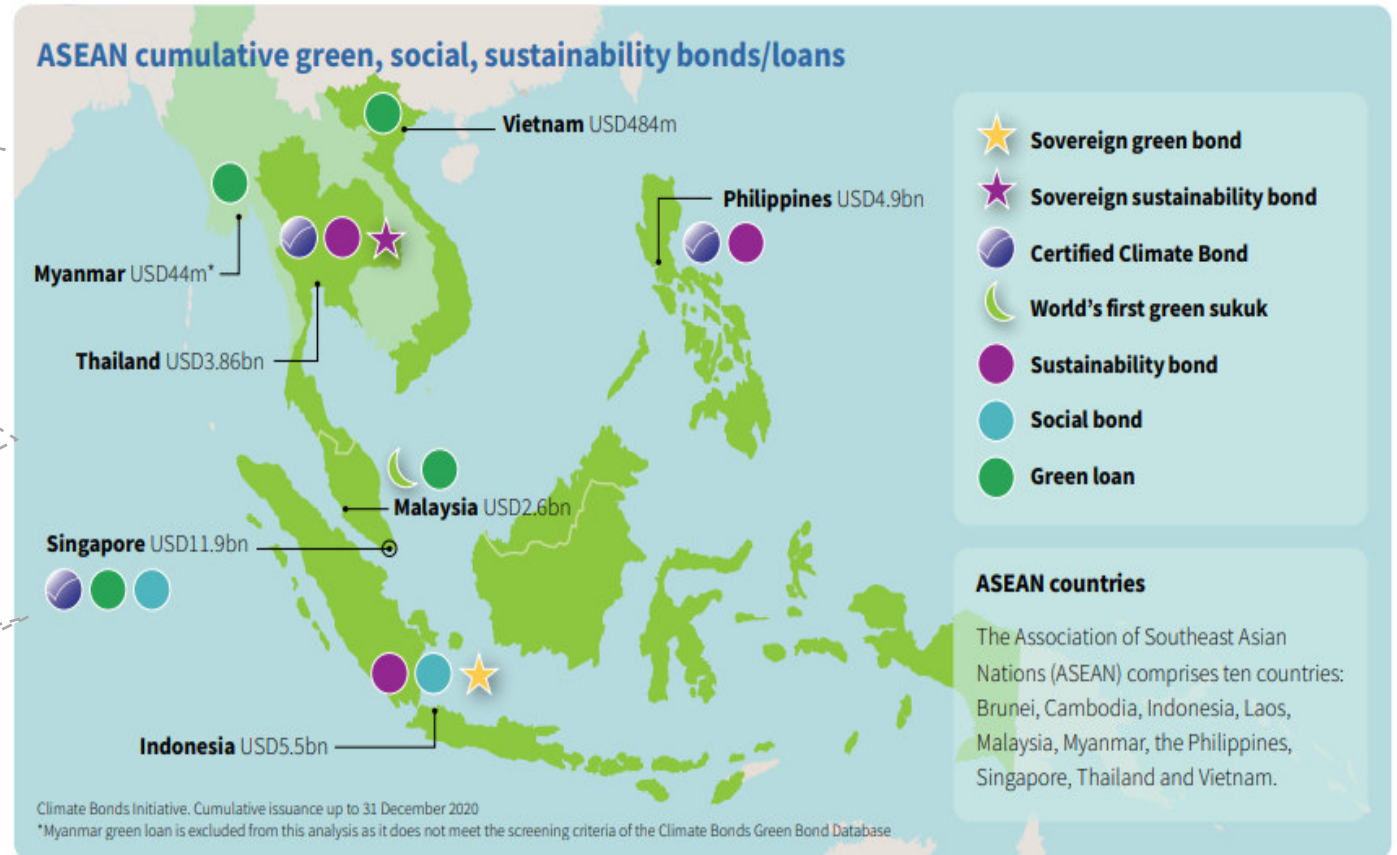 ASEAN cumulative green, social, sustainability bonds/loans
Vietnam USD484m
Philippines USD4.9bn
Myanmar USD44m*
Thailand USD3.86bn
Malaysia USD2.6bn
Singapore USD11.9bn
Indonesia USD5.5bn
Sovereign green bond
Sovereign sustainability bond
Certified Climate Bond
World's first green sukuk
Sustainability bond
Social bond
Green loan
ASEAN countries
The Association of Southeast Asian
Nations (ASEAN) comprises ten countries:
Brunei, Cambodia, Indonesia, Laos,
Malaysia, Myanmar, the Philippines,
Singapore, Thailand and Vietnam.
Climate Bonds Initiative. Cumulative issuance up to 31 December 2020
*Myanmar green loan is excluded from this analysis as it does not meet the screening criteria of the Climate Bonds Green Bond Database